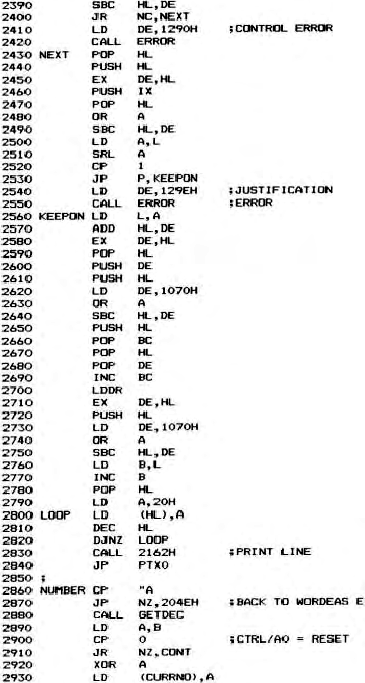 2390 SBC HL,DE
2400 JR NC,NEXT
2410 LD DE,1290H ;CONTROL ERROR
2420 CALL ERROR
2430 NEXT POP HL
2440 PUSH HL
2450 EX DE,HL
2460 PUSH IX
2470 POP HL
2480 OR A
2490 SBC HL,DE
2500 LD A,L
2510 SRL A
2520 CP 1
2530 JP P,KEEPON
2540 LD DE,129EH ;JUSTIFICATION
2550 CALL ERROR ;ERROR
2560 KEEPON LD L,A
2570 ADD HL,DE
2580 EX DE,HL
2590 POP HL
2600 PUSH DE
2610 PUSH HL
2620 LD DE,1070H
2630 OR A
2640 SBC HL,DE
2650 PUSH HL
2660 POP BC
2670 POP HL
2680 POP DE
2690 INC BC
2700 LDDR
2710 EX DE,HL
2720 PUSH HL
2730 LD DE,1070H
2740 OR A
2750 SBC HL,DE
2760 LD B,L
2770 INC B
2780 POP HL
2790 LD A,20H
2800 LOOP LD (HL),A
2810 DEC HL
2820 DJNZ LOOP
2830 CALL 2162H ;PRINT LINE
2840 JP PTX0
2850 ;
2860 NUMBER CP "A
2870 JP NZ,204EH ;BACK TO WORDEAS E
2880 CALL GETDEC
2890 LD A,B
2900 CP 0 ;CTRL/A0 = RESET
2910 JR NZ,CONT
2920 XOR A
2930 LD (CURRNO),A